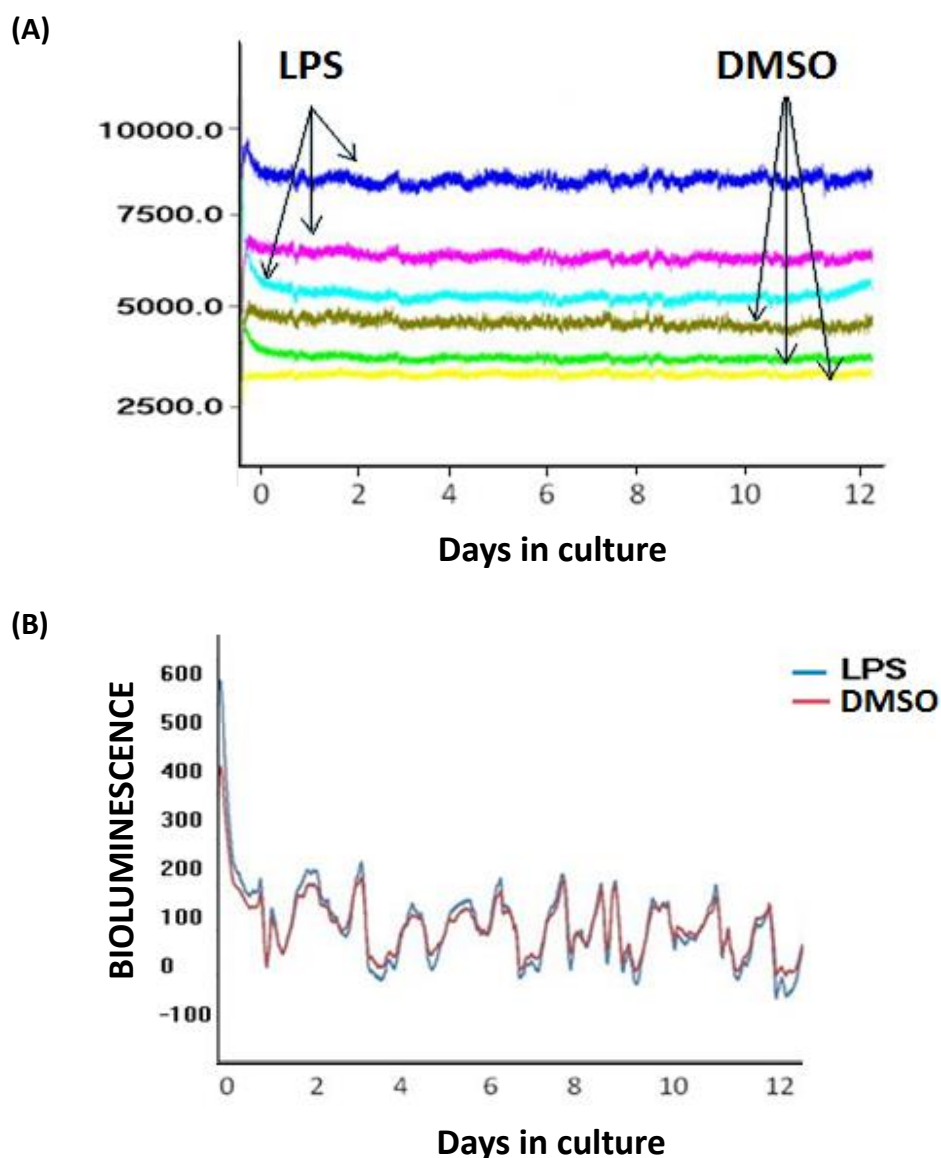 (A)
LPS DMSO
10000.0
7500.0
5000.0
2500.0
0 2 4 6 8 10 12
Days in culture
(B)
BIOLUMINESCENCE
600
500
400
300
200
100
0
-100
LPS
DMSO
0 2 4 6 8 10 12
Days in culture